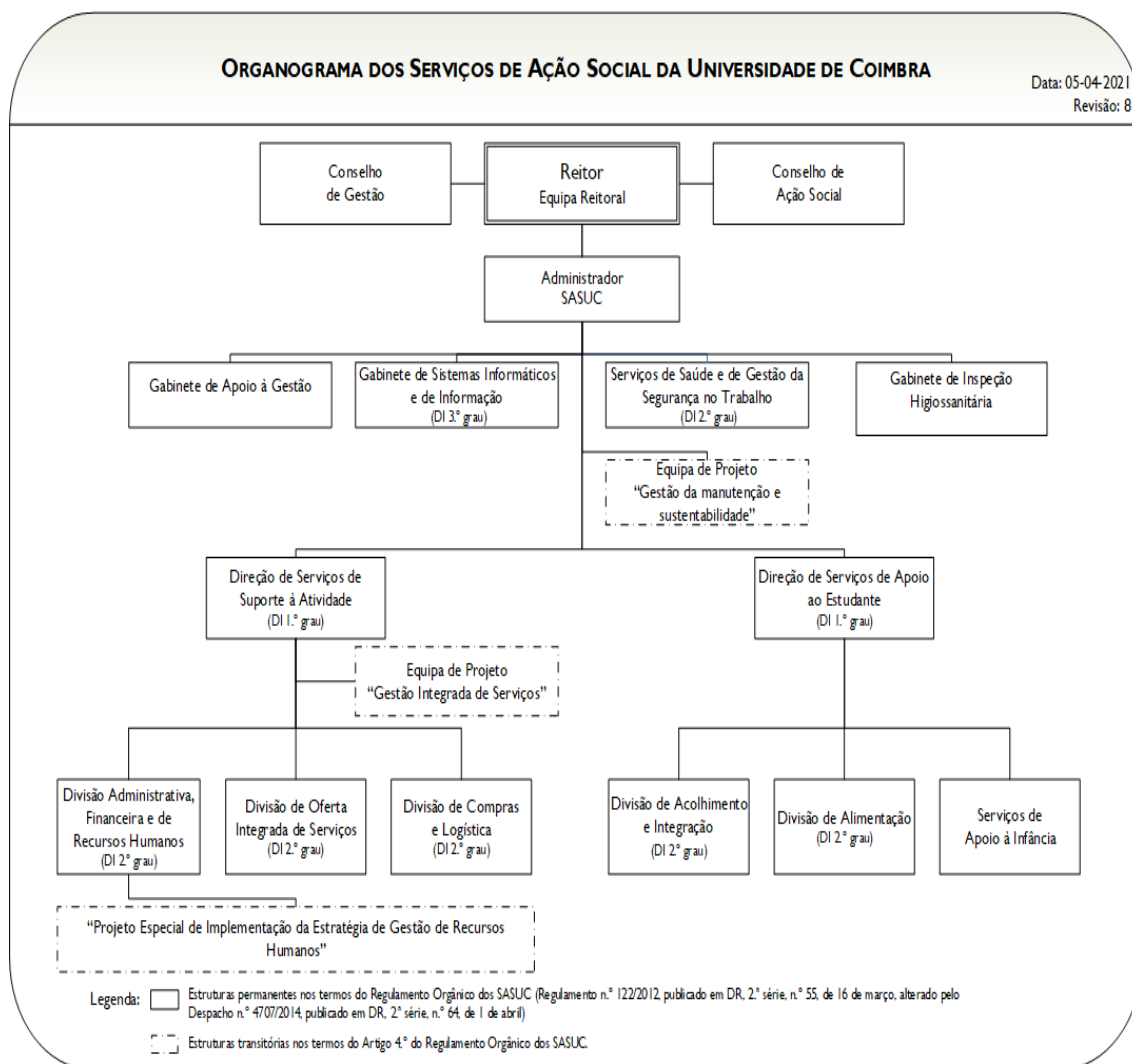 ORGANOGRAMA DOS SERVIÇOS DE AÇÃO SOCIAL DA UNIVERSIDADE DE COIMBRA
Data: 05-04-2021
Revisão: 8
Conselho
de Gestão
Reitor
Equipa Reitoral
Conselho de
Ação Social
Administrador
SASUC
Gabinete de Apoio à Gestão
Gabinete de Sistemas Informáticos
e de Informação
(DI 3.º grau)
Serviços de Saúde e de Gestão da
Segurança no Trabalho
(DI 2.º grau)
Gabinete de Inspeção
Higiossanitária
Equipa de Projeto
“Gestão da manutenção e
sustentabilidade”
Direção de Serviços de
Suporte à Atividade
(DI 1.º grau)
Direção de Serviços de Apoio
ao Estudante
(DI 1.º grau)
Equipa de Projeto
“Gestão Integrada de Serviços”
Divisão Administrativa,
Financeira e de
Recursos Humanos
(DI 2º grau)
Divisão de Oferta
Integrada de Serviços
(DI 2.º grau)
Divisão de Compras
e Logística
(DI 2.º grau)
Divisão de Acolhimento
e Integração
(DI 2º grau)
Divisão de Alimentação
(DI 2º grau)
Serviços de
Apoio à Infância
“Projeto Especial de Implementação da Estratégia de Gestão de Recursos
Humanos”
Legenda:
Estruturas permanentes nos termos do Regulamento Orgânico dos SASUC (Regulamento n.º 122/2012, publicado em DR, 2.ª série, n.º 55, de 16 de março, alterado pelo
Despacho n.º 4707/2014, publicado em DR, 2.ª série, n.º 64, de 1 de abril)
Estruturas transitórias nos termos do Artigo 4.º do Regulamento Orgânico dos SASUC.